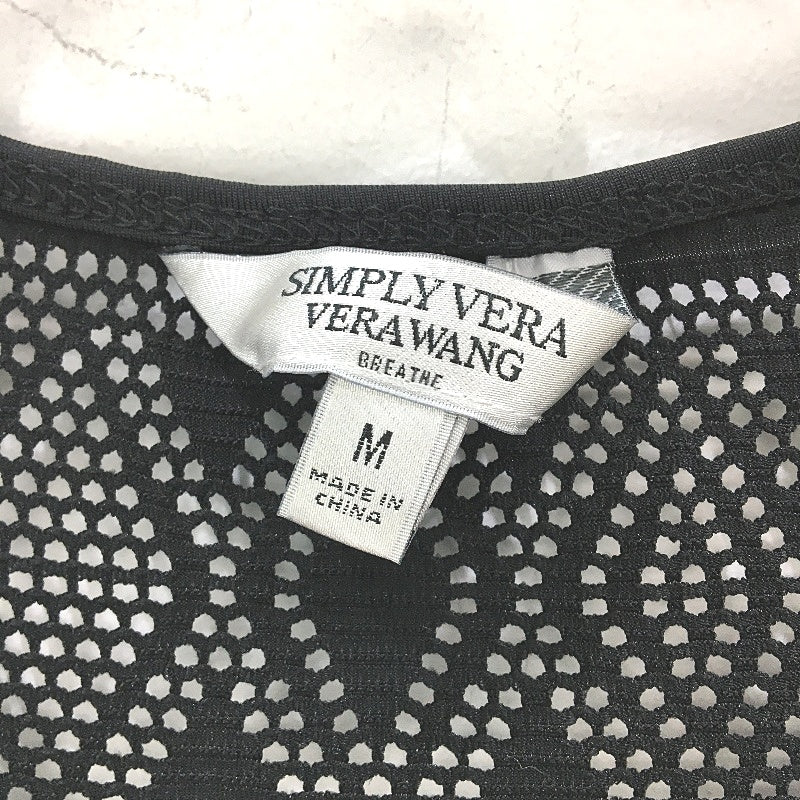 SIMPLY VERA
VERA WANG
BREATHE
M
MADE IN
CHINA